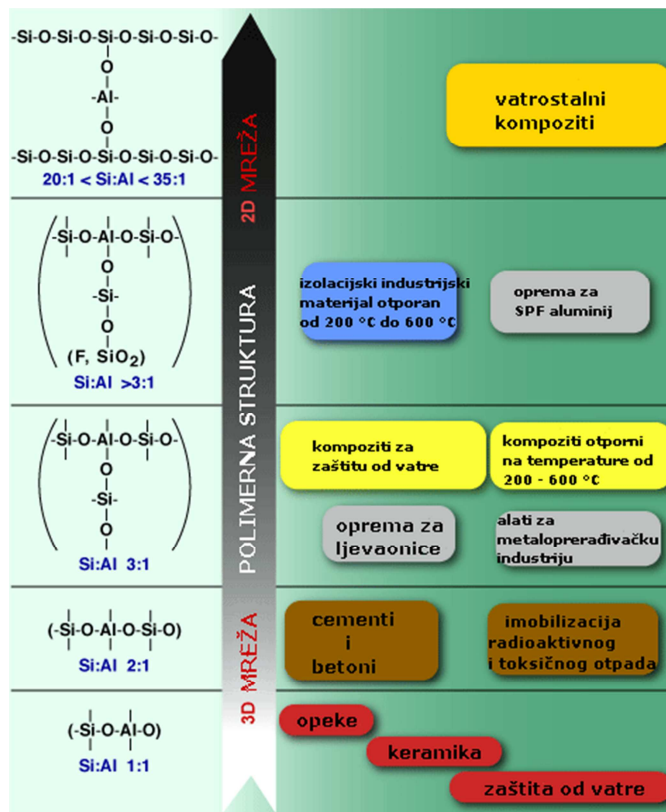 -Si-O-Si-O-Si-O-Si-O-Si-O-
O
-Al-
O
-Si-O-Si-O-Si-O-Si-O-Si-O-
20:1 < Si:Al < 35:1
vatrostalni
kompoziti
-Si-O-Al-O-Si-O-
O
-Si-
O
(F, SiO2)
Si:Al >3:1
izolacijski industrijski
materijal otporan
od 200 °C do 600 °C
oprema za
SPF aluminij
-Si-O-Al-O-Si-O-
O
-Si-
O
Si:Al 3:1
kompoziti za
zaštitu od vatre
kompoziti otporni
na temperature od
200 - 600 °C
oprema za
ljevaonice
alati za
metaloprerađivačku
industriju
(-Si-O-Al-O-Si-O)
Si:Al 2:1
cementi
i
betoni
imobilizacija
radioaktivnog
i toksičnog otpada
(-Si-O-Al-O)
Si:Al 1:1
opeke
keramika
zaštita od vatre
3D MREŽA POLIMERNA STRUKTURA 2D MREŽA